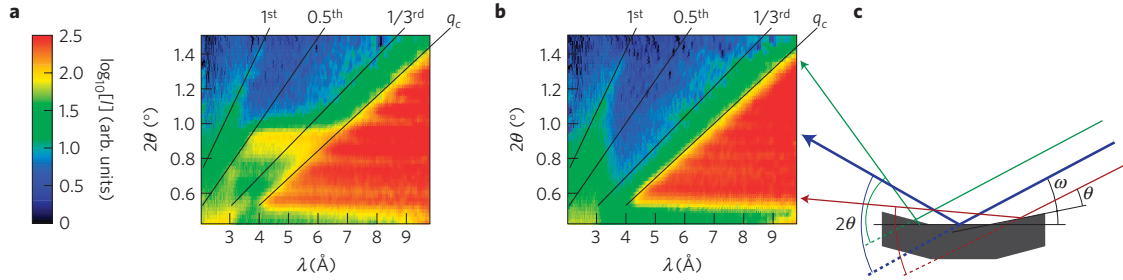 a
1st
0.5th
1/3rd
qc
b
1st
0.5th
1/3rd
qc
c
2.5
2.0
1.5
1.0
0.5
0
log10[I] (arb. units)
1.4
1.2
1.0
0.8
0.6
2θ (°)
3 4 5 6 7 8 9
λ (Å)
1.4
1.2
1.0
0.8
0.6
2θ (°)
3 4 5 6 7 8 9
λ (Å)
ω
θ
2θ